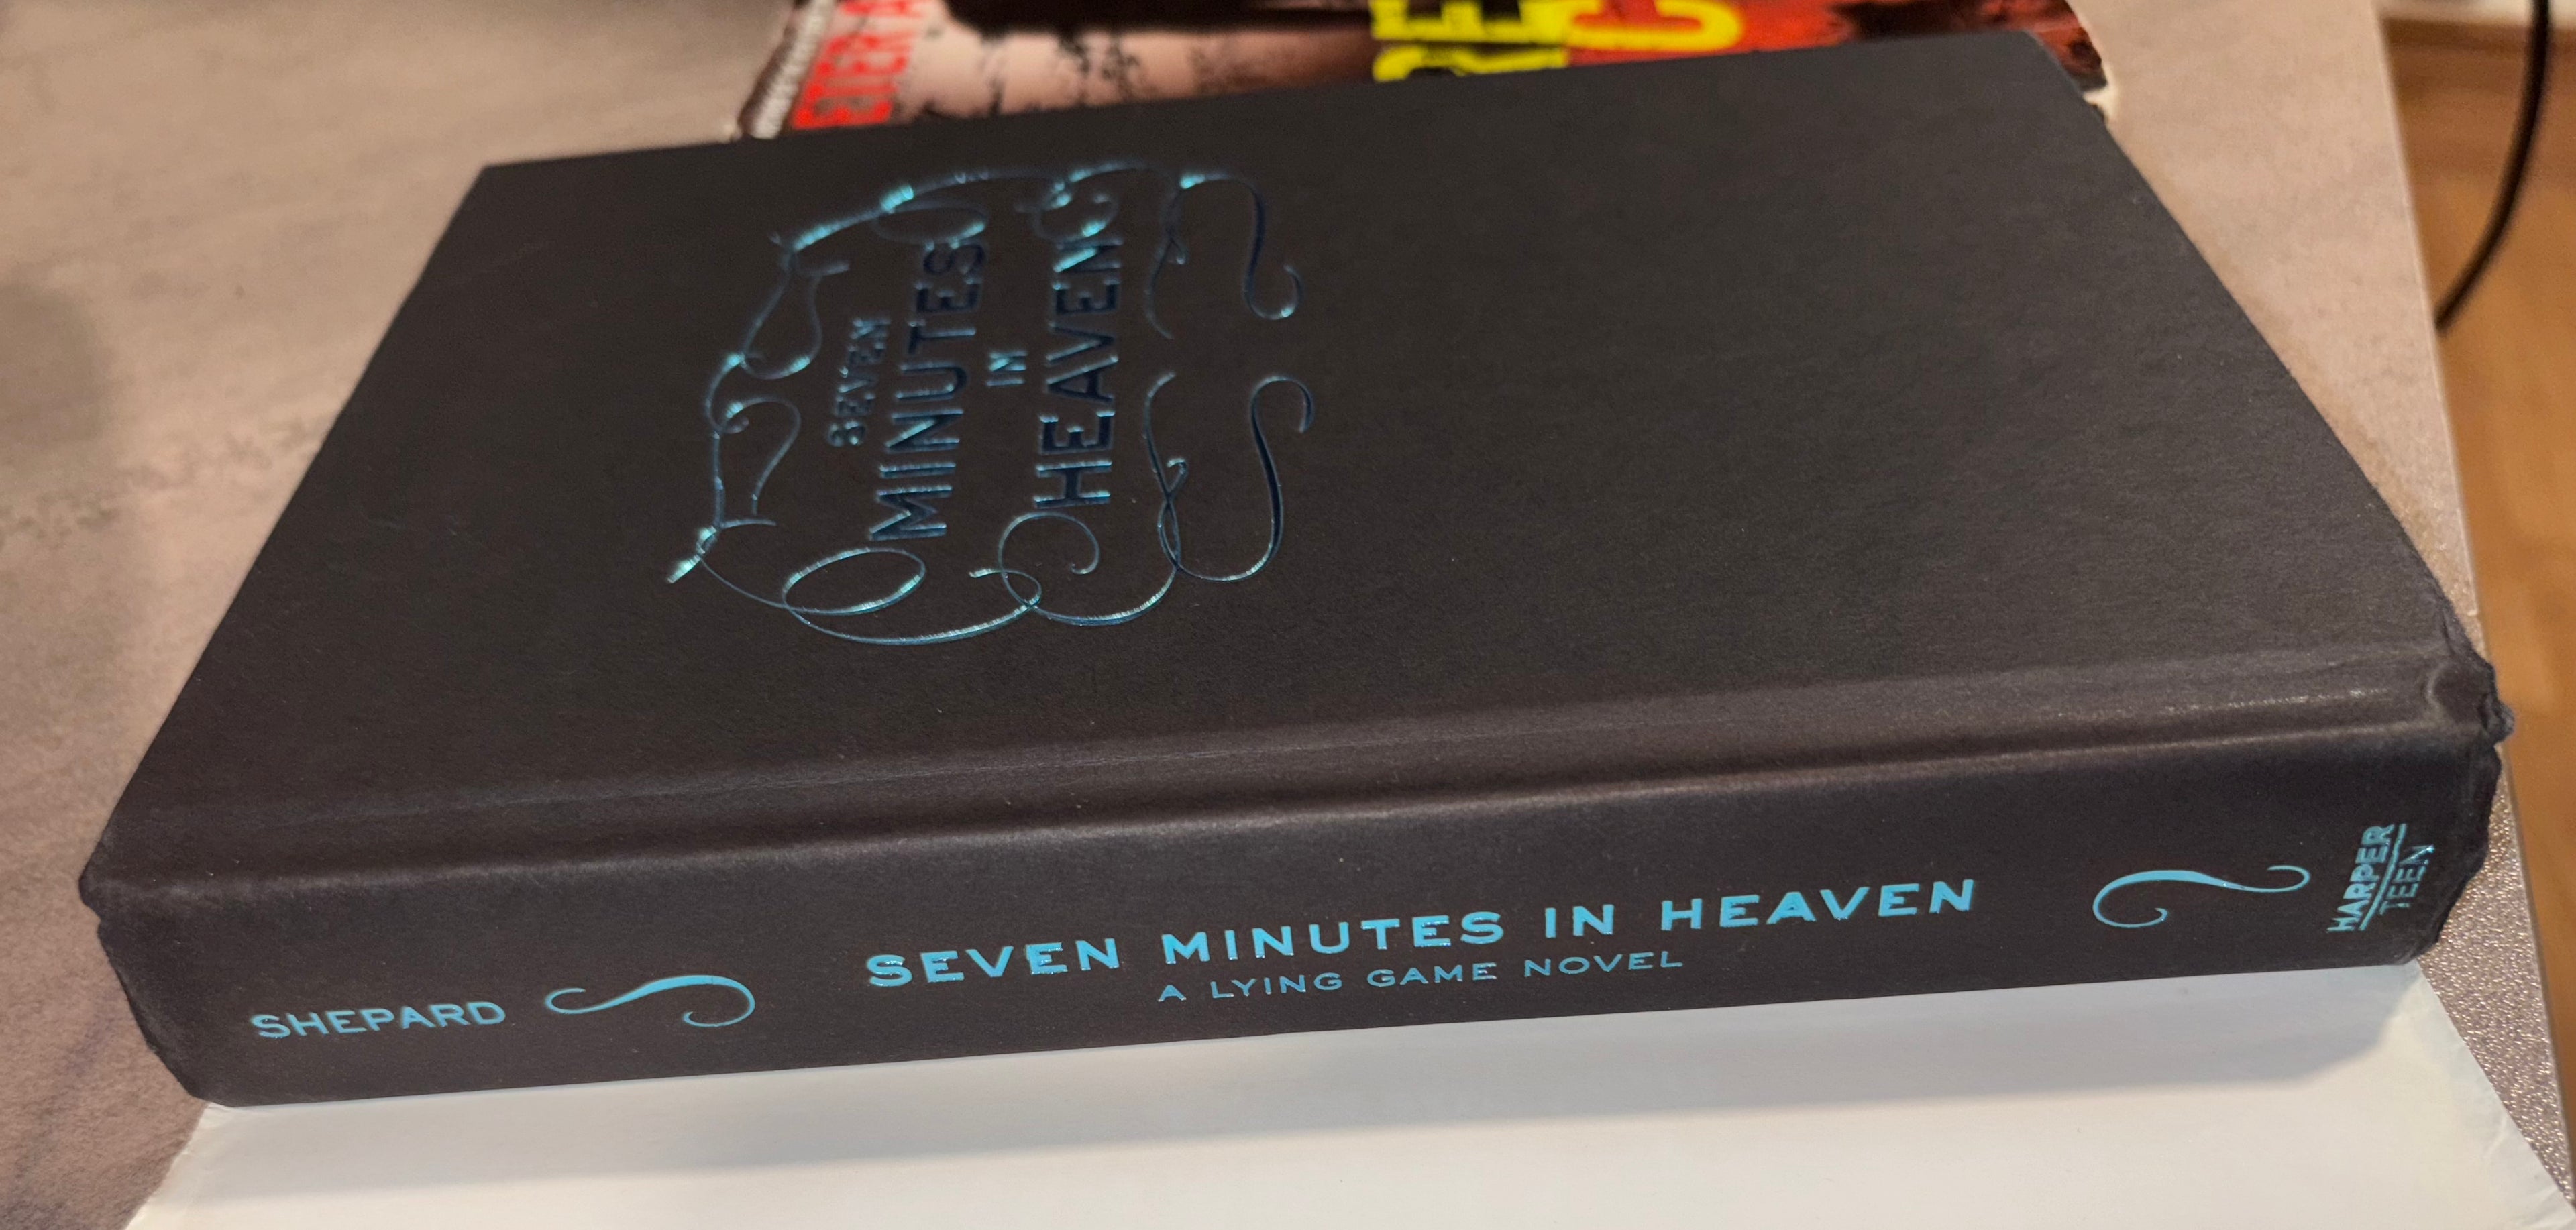 SEVEN
MINUTES
IN
HEAVEN
SHEPARD
SEVEN MINUTES IN HEAVEN
A LYING GAME NOVEL
HARPER
TEEN